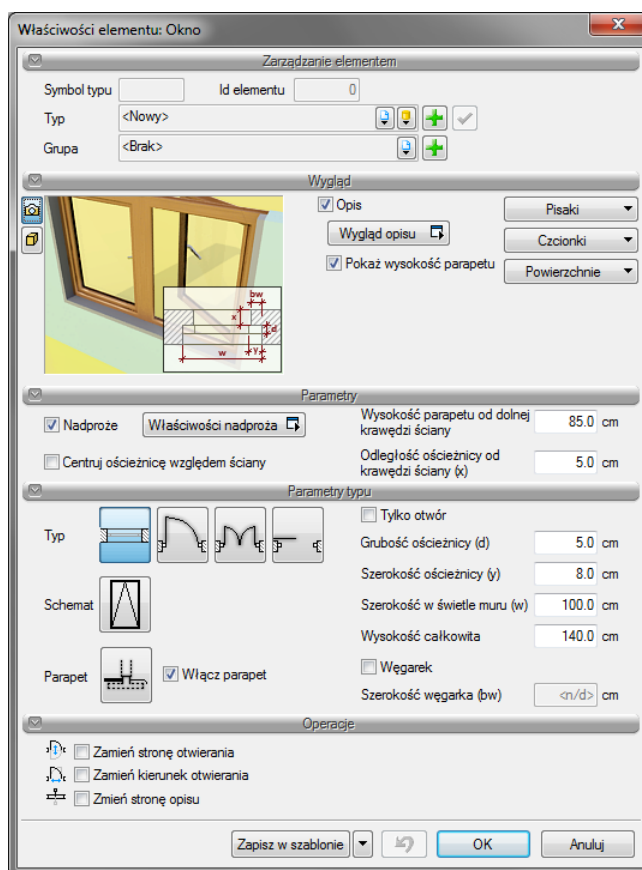 Właściwości elementu: Okno
Zarządzanie elementem
Symbol typu Id elementu 0
Typ <Nowy>
Grupa <Brak>
Wygląd
Opis Pisaki
Wygląd opisu Czcionki
Pokaż wysokość parapetu Powierzchnie
bw
x
d
w y
Parametry
Nadproże Właściwości nadproża Wysokość parapetu od dolnej krawędzi ściany 85.0 cm
Centruj ościeżnicę względem ściany Odległość ościeżnicy od krawędzi ściany (x) 5.0 cm
Parametry typu
Typ Tylko otwór
Grubość ościeżnicy (d) 5.0 cm
Szerokość ościeżnicy (y) 8.0 cm
Schemat Szerokość w świetle muru (w) 100.0 cm
Wysokość całkowita 140.0 cm
Parapet Włącz parapet Węgarek
Szerokość węgarka (bw) <n/d> cm
Operacje
Zamień stronę otwierania
Zamień kierunek otwierania
Zmień stronę opisu
Zapisz w szablonie OK Anuluj